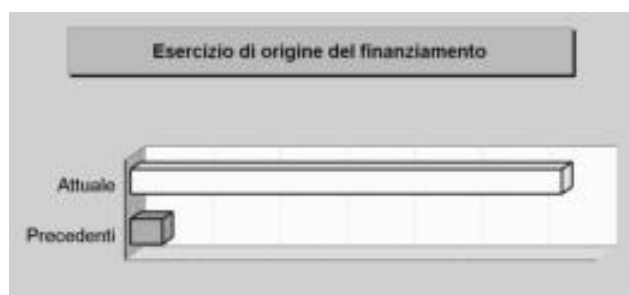 Esercizio di origine del finanziamento
Attuale
Precedenti